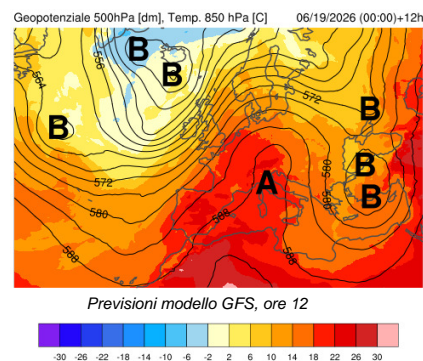 Geopotenziale 500hPa [dm], Temp. 850 hPa [C] 06/19/2026 (00:00)+12h
B
556
B
564
B
572
B
B
580
B
A
580
572
580
588
588
588
Previsioni modello GFS, ore 12
-30 -26 -22 -18 -14 -10 -6 -2 2 6 10 14 18 22 26 30